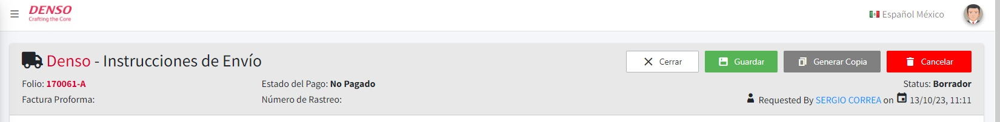 DENSO
Crafting the Core
Español México
Denso - Instrucciones de Envío
Cerrar
Guardar
Generar Copia
Cancelar
Folio: 170061-A
Estado del Pago: No Pagado
Status: Borrador
Factura Proforma:
Número de Rastreo:
Requested By SERGIO CORREA on 13/10/23, 11:11